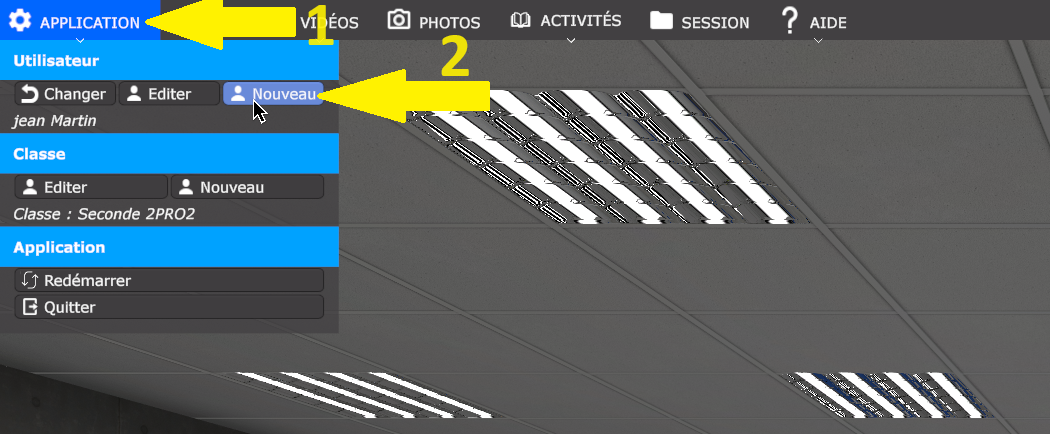 APPLICATION 1 VIDÉOS PHOTOS ACTIVITÉS SESSION ? AIDE
2
Utilisateur
Changer Editer Nouveau
jean Martin
Classe
Editer Nouveau
Classe : Seconde 2PRO2
Application
Redémarrer
Quitter